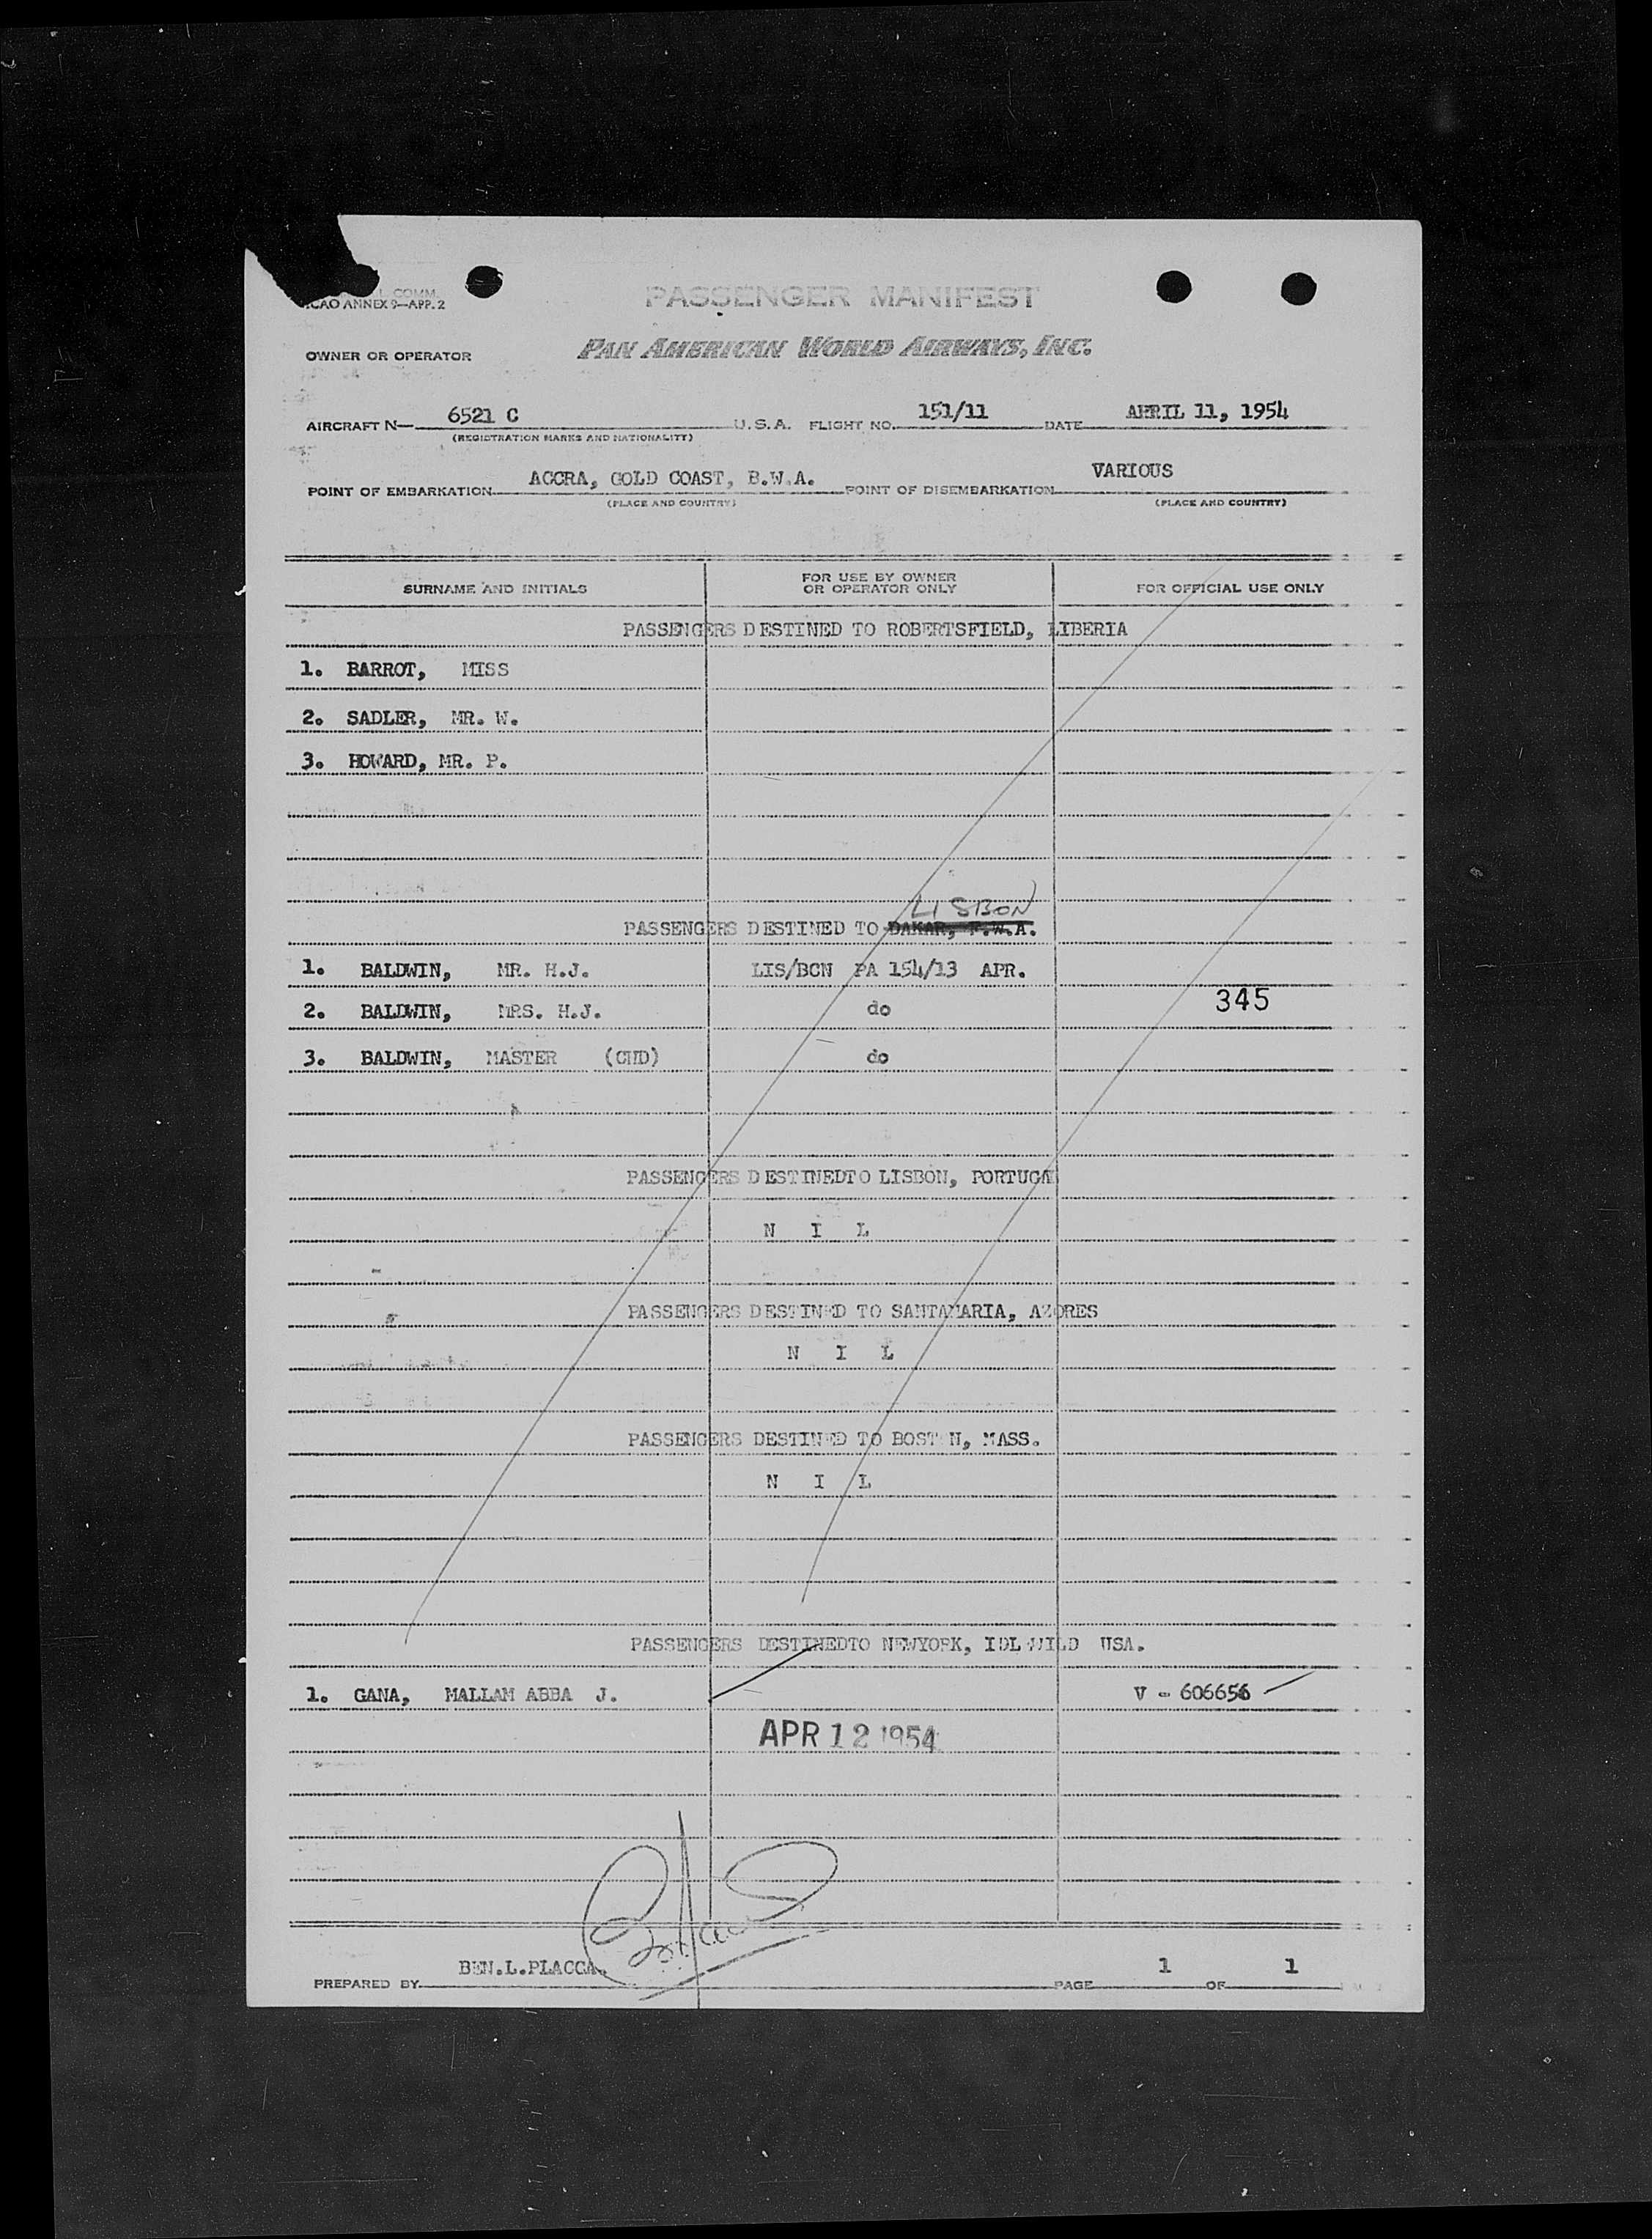 COMM.
ICAO ANNEX 9—APP. 2
PASSENGER MANIFEST
OWNER OR OPERATOR PAN AMERICAN WORLD AIRWAYS, INC.
AIRCRAFT N— 6521 C U.S.A. FLIGHT NO. 151/11 DATE APRIL 11, 1954
(REGISTRATION MARKS AND NATIONALITY)
POINT OF EMBARKATION ACCRA, GOLD COAST, B.W.A. POINT OF DISEMBARKATION VARIOUS
(PLACE AND COUNTRY) (PLACE AND COUNTRY)
SURNAME AND INITIALS FOR USE BY OWNER OR OPERATOR ONLY FOR OFFICIAL USE ONLY
PASSENGERS DESTINED TO ROBERTSFIELD, LIBERIA
1. BARROT, MISS
2. SADLER, MR. W.
3. HOWARD, MR. P.
LISBON
PASSENGERS DESTINED TO DAKAR, F.W.A.
1. BALDWIN, MR. H.J. LIS/BCN PA 154/13 APR.
2. BALDWIN, MRS. H.J. do 345
3. BALDWIN, MASTER (CHD) do
PASSENGERS DESTINEDTO LISBON, PORTUGA
N I L
PASSENGERS DESTINED TO SANTAMARIA, AZORES
N I L
PASSENGERS DESTINED TO BOSTON, MASS.
N I L
PASSENGERS DESTINEDTO NEWYORK, IDLEWILD USA.
1. GANA, MALLAM ABBA J. V - 606656
APR 12 1954
PREPARED BY BEN.L.PLACCA. PAGE 1 OF 1